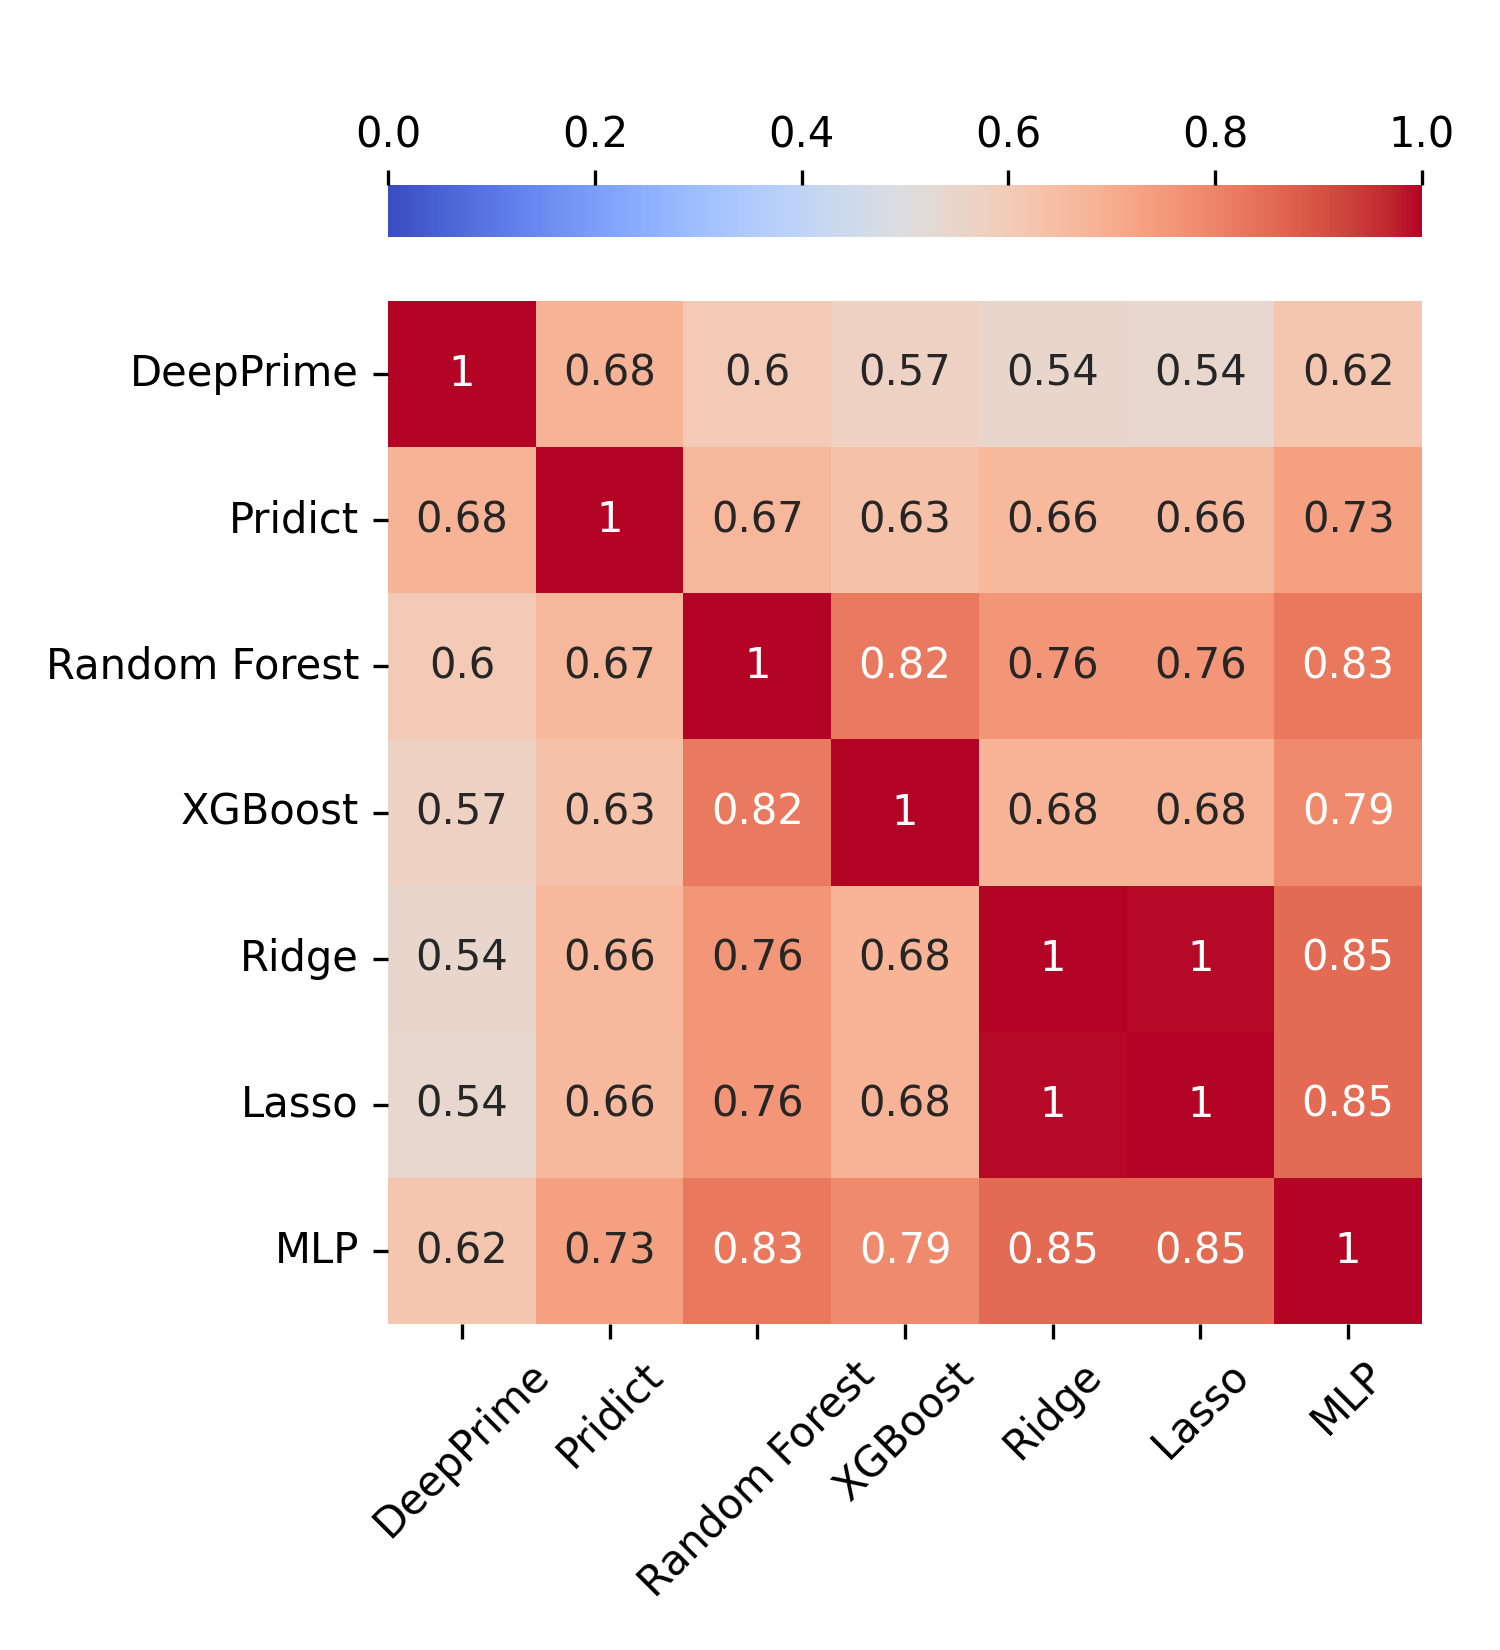 0.0 0.2 0.4 0.6 0.8 1.0
DeepPrime 1 0.68 0.6 0.57 0.54 0.54 0.62
Pridict 0.68 1 0.67 0.63 0.66 0.66 0.73
Random Forest 0.6 0.67 1 0.82 0.76 0.76 0.83
XGBoost 0.57 0.63 0.82 1 0.68 0.68 0.79
Ridge 0.54 0.66 0.76 0.68 1 1 0.85
Lasso 0.54 0.66 0.76 0.68 1 1 0.85
MLP 0.62 0.73 0.83 0.79 0.85 0.85 1
DeepPrime Pridict Random Forest XGBoost Ridge Lasso MLP